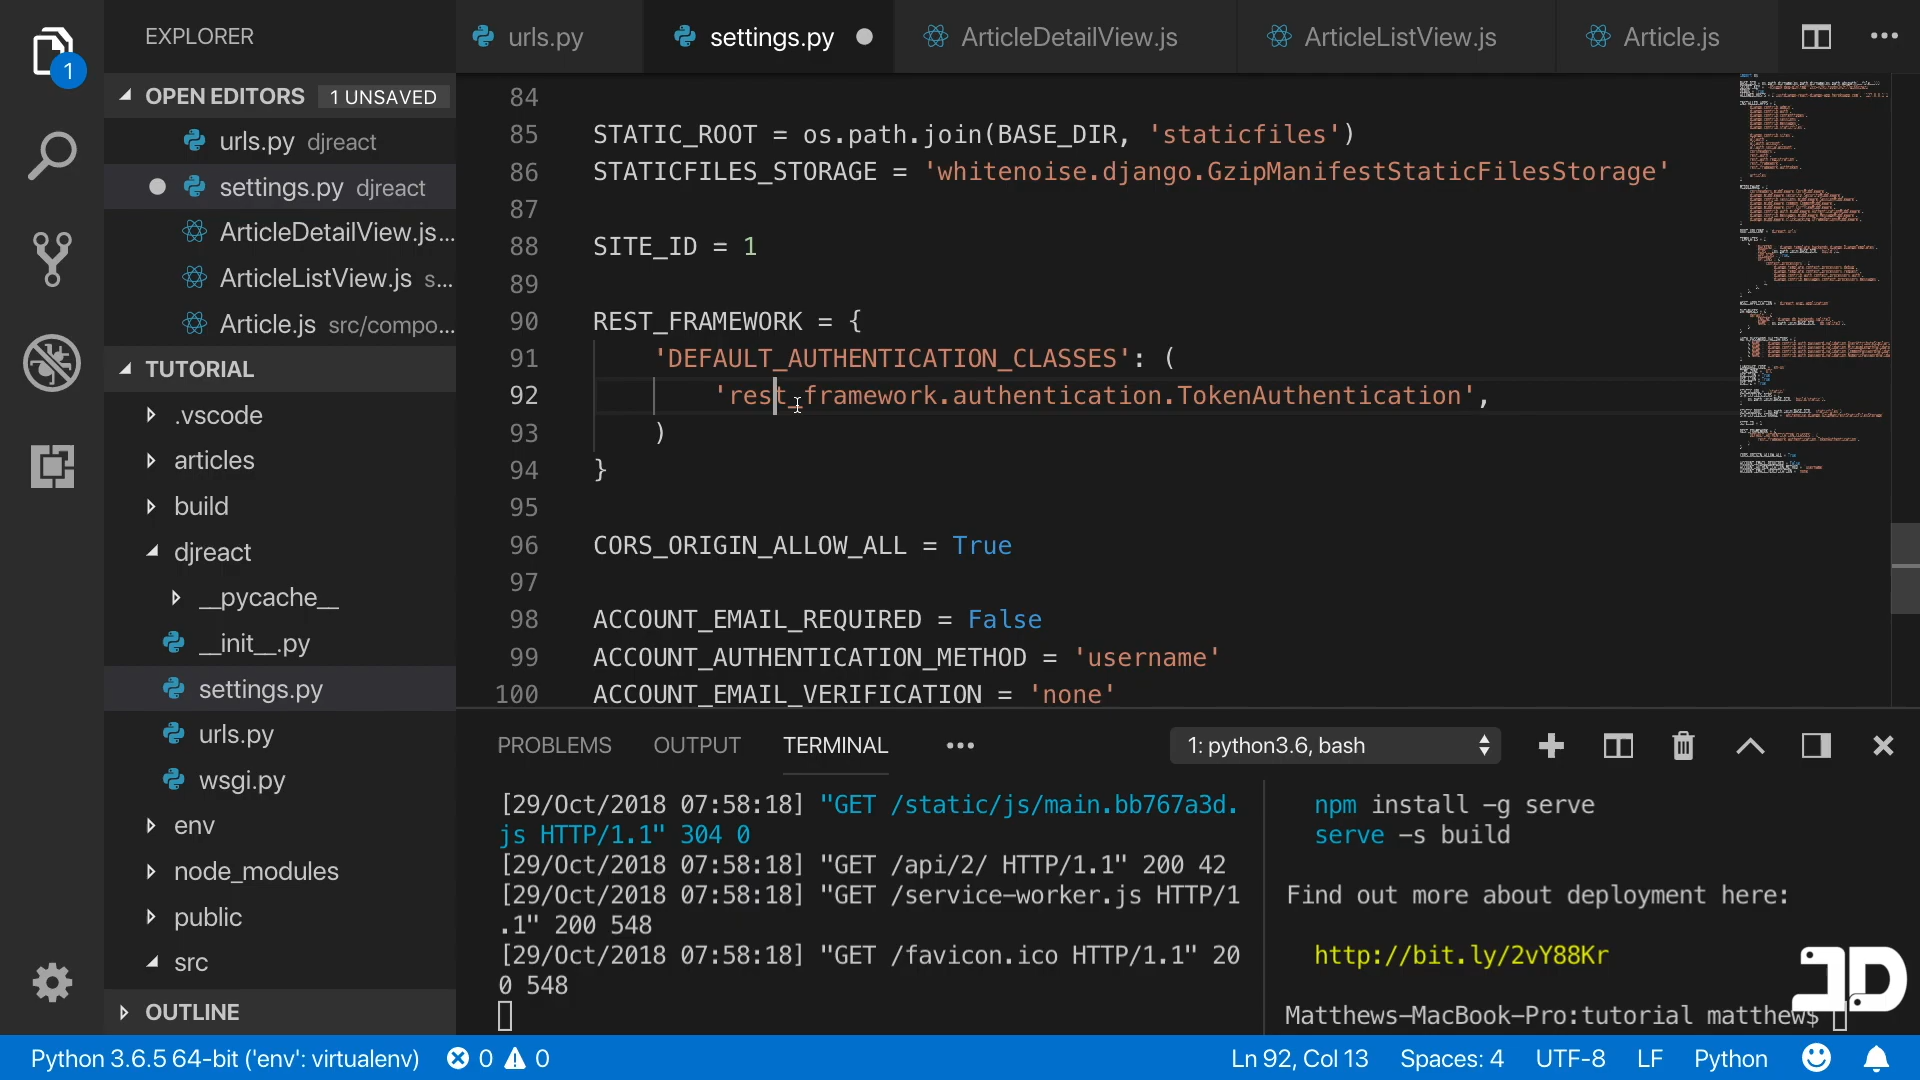 1
EXPLORER
OPEN EDITORS 1 UNSAVED
urls.py djreact
settings.py djreact
ArticleDetailView.js...
ArticleListView.js s...
Article.js src/compo...
TUTORIAL
.vscode
articles
build
djreact
__pycache__
__init__.py
settings.py
urls.py
wsgi.py
env
node_modules
public
src
OUTLINE
urls.py settings.py ArticleDetailView.js ArticleListView.js Article.js
84
85 STATIC_ROOT = os.path.join(BASE_DIR, 'staticfiles')
86 STATICFILES_STORAGE = 'whitenoise.django.GzipManifestStaticFilesStorage'
87
88 SITE_ID = 1
89
90 REST_FRAMEWORK = {
91 'DEFAULT_AUTHENTICATION_CLASSES': (
92 'rest_framework.authentication.TokenAuthentication',
93 )
94 }
95
96 CORS_ORIGIN_ALLOW_ALL = True
97
98 ACCOUNT_EMAIL_REQUIRED = False
99 ACCOUNT_AUTHENTICATION_METHOD = 'username'
100 ACCOUNT_EMAIL_VERIFICATION = 'none'
PROBLEMS OUTPUT TERMINAL ••• 1: python3.6, bash
[29/Oct/2018 07:58:18] "GET /static/js/main.bb767a3d.
js HTTP/1.1" 304 0
[29/Oct/2018 07:58:18] "GET /api/2/ HTTP/1.1" 200 42
[29/Oct/2018 07:58:18] "GET /service-worker.js HTTP/1
.1" 200 548
[29/Oct/2018 07:58:18] "GET /favicon.ico HTTP/1.1" 20
0 548
npm install -g serve
serve -s build
Find out more about deployment here:
http://bit.ly/2vY88Kr
Matthews-MacBook-Pro:tutorial matthew$
JD
Python 3.6.5 64-bit ('env': virtualenv) 0 0 Ln 92, Col 13 Spaces: 4 UTF-8 LF Python